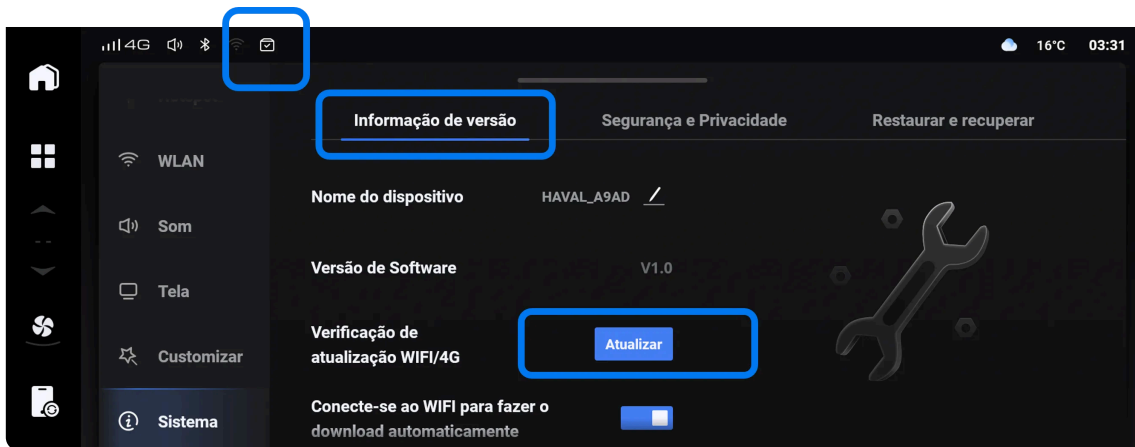 4G
16°C 03:31
Informação de versão
Segurança e Privacidade
Restaurar e recuperar
WLAN
Som
Tela
Customizar
Sistema
Nome do dispositivo
HAVAL_A9AD
Versão de Software
V1.0
Verificação de
atualização WIFI/4G
Atualizar
Conecte-se ao WIFI para fazer o
download automaticamente